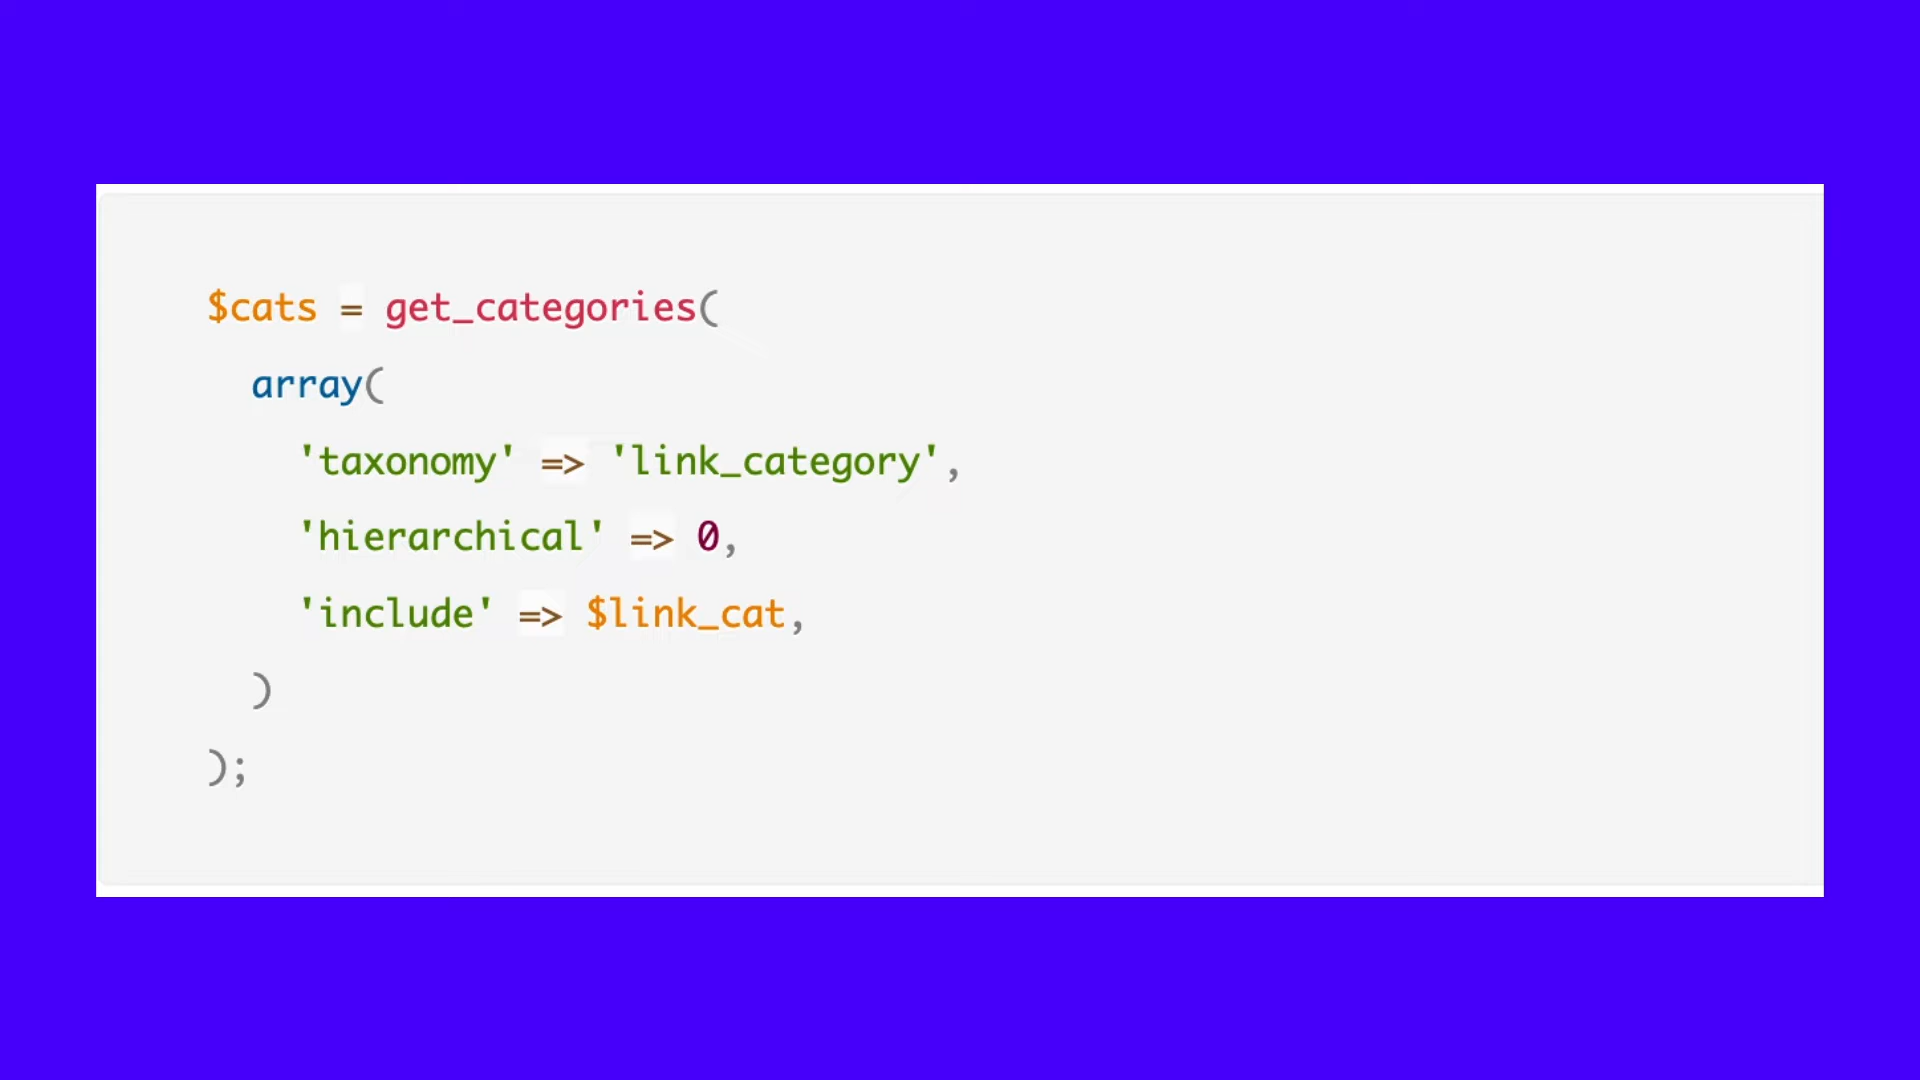 $cats = get_categories(
array(
'taxonomy' => 'link_category',
'hierarchical' => 0,
'include' => $link_cat,
)
);